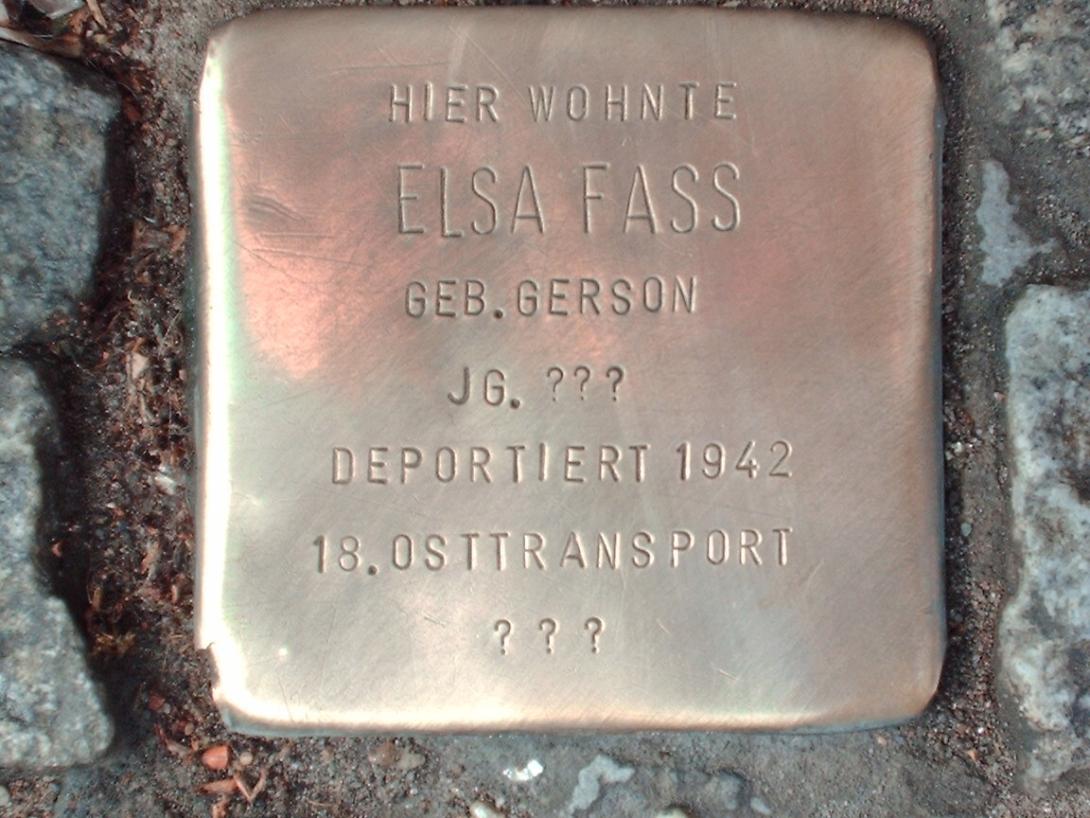 HIER WOHNTE
ELSA FASS
GEB.GERSON
JG. ???
DEPORTIERT 1942
18.OSTTRANSPORT
? ? ?